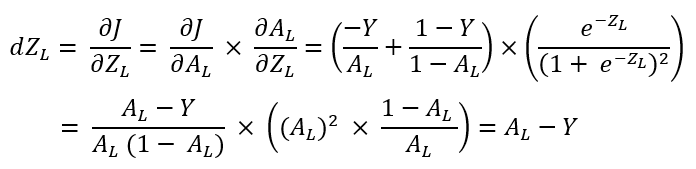 dZ_L = ∂J/∂Z_L = ∂J/∂A_L × ∂A_L/∂Z_L = (−Y/A_L + (1 − Y)/(1 − A_L)) × (e^{−Z_L}/(1 + e^{−Z_L})²)
= (A_L − Y)/(A_L (1 − A_L)) × ((A_L)² × (1 − A_L)/A_L) = A_L − Y